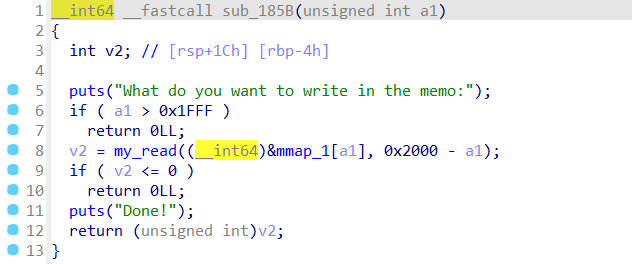 1 __int64 __fastcall sub_185B(unsigned int a1)
2 {
3   int v2; // [rsp+1Ch] [rbp-4h]
4
5   puts("What do you want to write in the memo:");
6   if ( a1 > 0x1FFF )
7     return 0LL;
8   v2 = my_read((__int64)&mmap_1[a1], 0x2000 - a1);
9   if ( v2 <= 0 )
10     return 0LL;
11   puts("Done!");
12   return (unsigned int)v2;
13 }